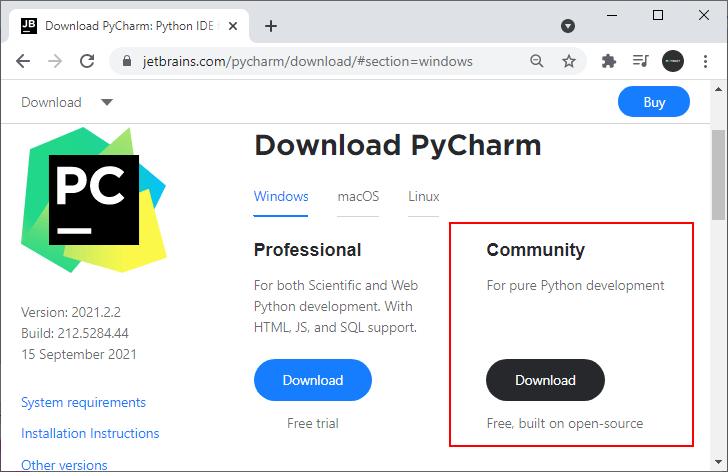 JB
Download PyCharm: Python IDE
jetbrains.com/pycharm/download/#section=windows
Download
Buy
PC
Download PyCharm
Windows
macOS
Linux
Professional
For both Scientific and Web
Python development. With
HTML, JS, and SQL support.
Download
Free trial
Community
For pure Python development
Download
Free, built on open-source
Version: 2021.2.2
Build: 212.5284.44
15 September 2021
System requirements
Installation Instructions
Other versions